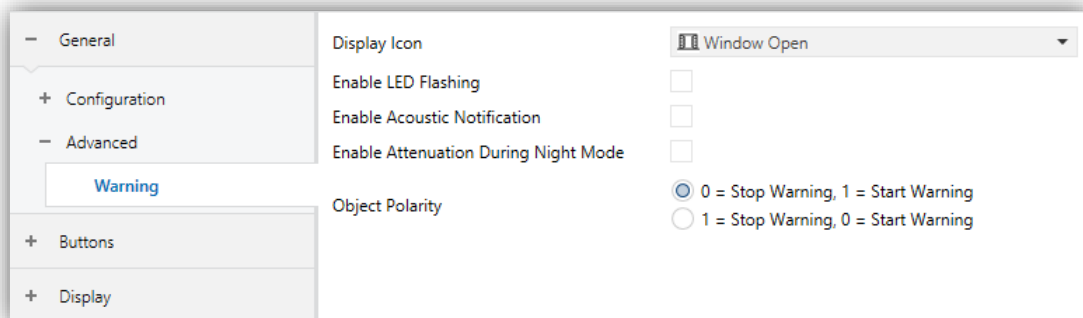 − General
+ Configuration
− Advanced
Warning
+ Buttons
+ Display
Display Icon Window Open
Enable LED Flashing
Enable Acoustic Notification
Enable Attenuation During Night Mode
Object Polarity
0 = Stop Warning, 1 = Start Warning
1 = Stop Warning, 0 = Start Warning